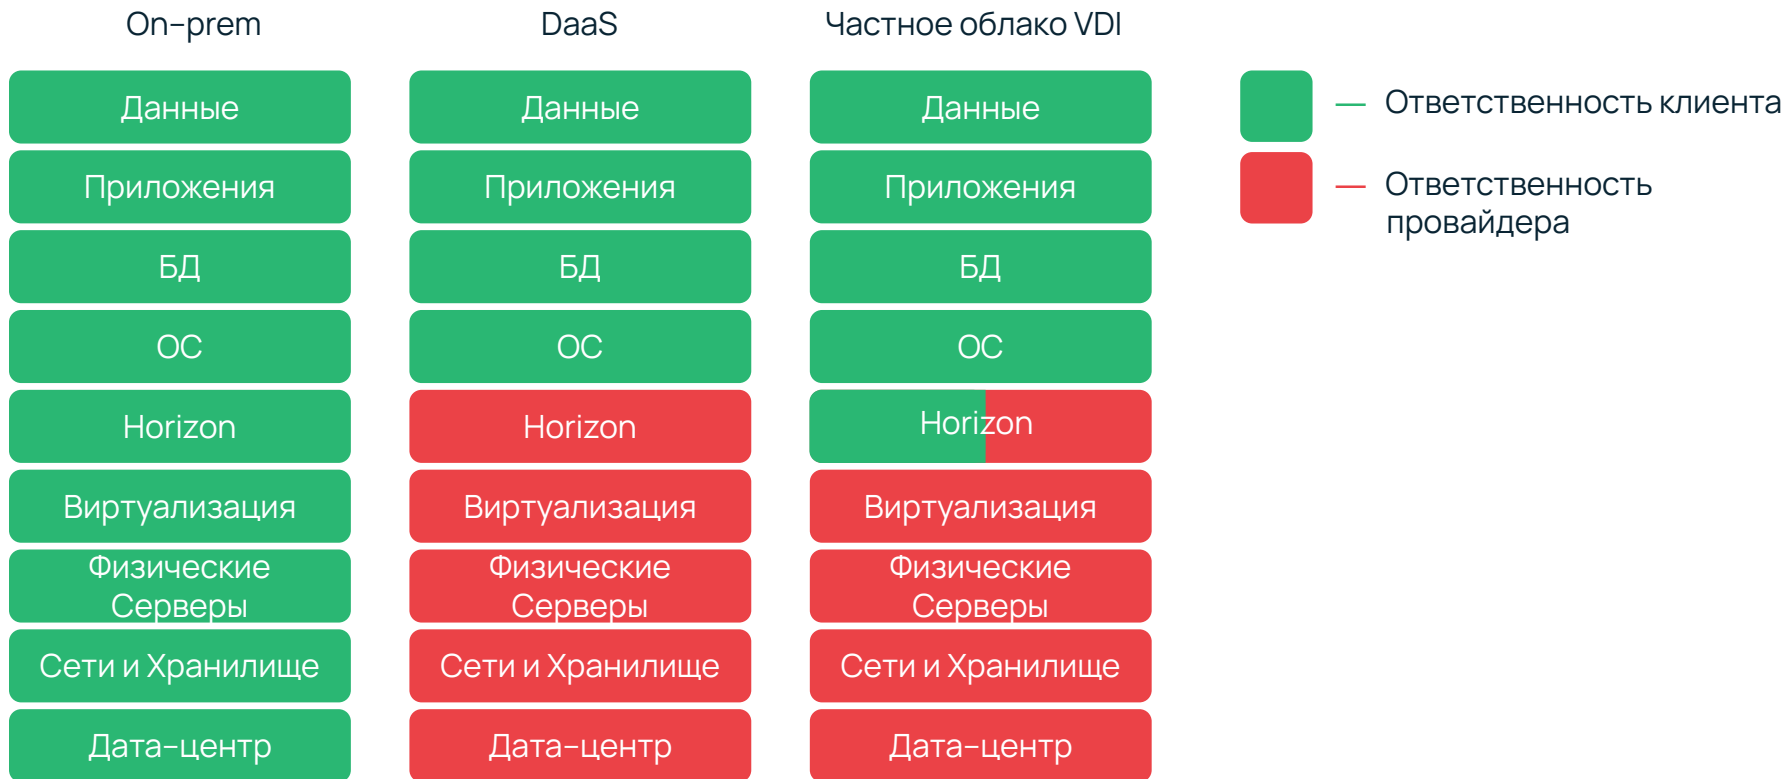 On-prem
DaaS
Частное облако VDI
Данные
Данные
Данные
Ответственность клиента
Приложения
Приложения
Приложения
Ответственность
провайдера
БД
БД
БД
ОС
ОС
ОС
Horizon
Horizon
Horizon
Виртуализация
Виртуализация
Виртуализация
Физические
Серверы
Физические
Серверы
Физические
Серверы
Сети и Хранилище
Сети и Хранилище
Сети и Хранилище
Дата-центр
Дата-центр
Дата-центр